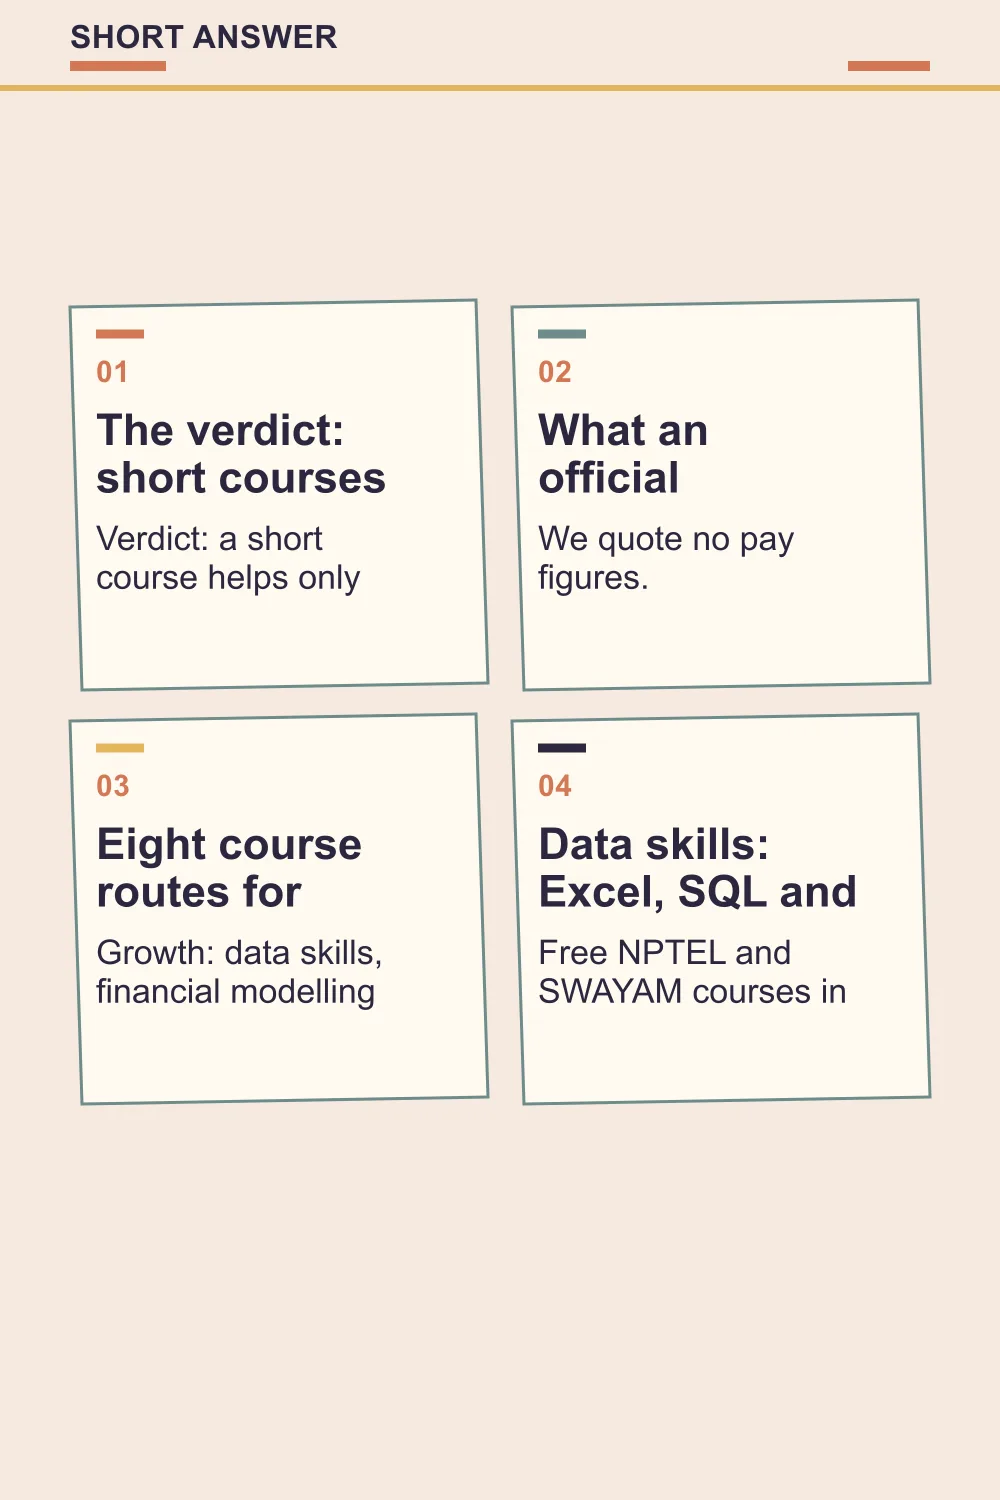 SHORT ANSWER
01
The verdict:
short courses
Verdict: a short
course helps only
02
What an
official
We quote no pay
figures.
03
Eight course
routes for
Growth: data skills,
financial modelling
04
Data skills:
Excel, SQL and
Free NPTEL and
SWAYAM courses in